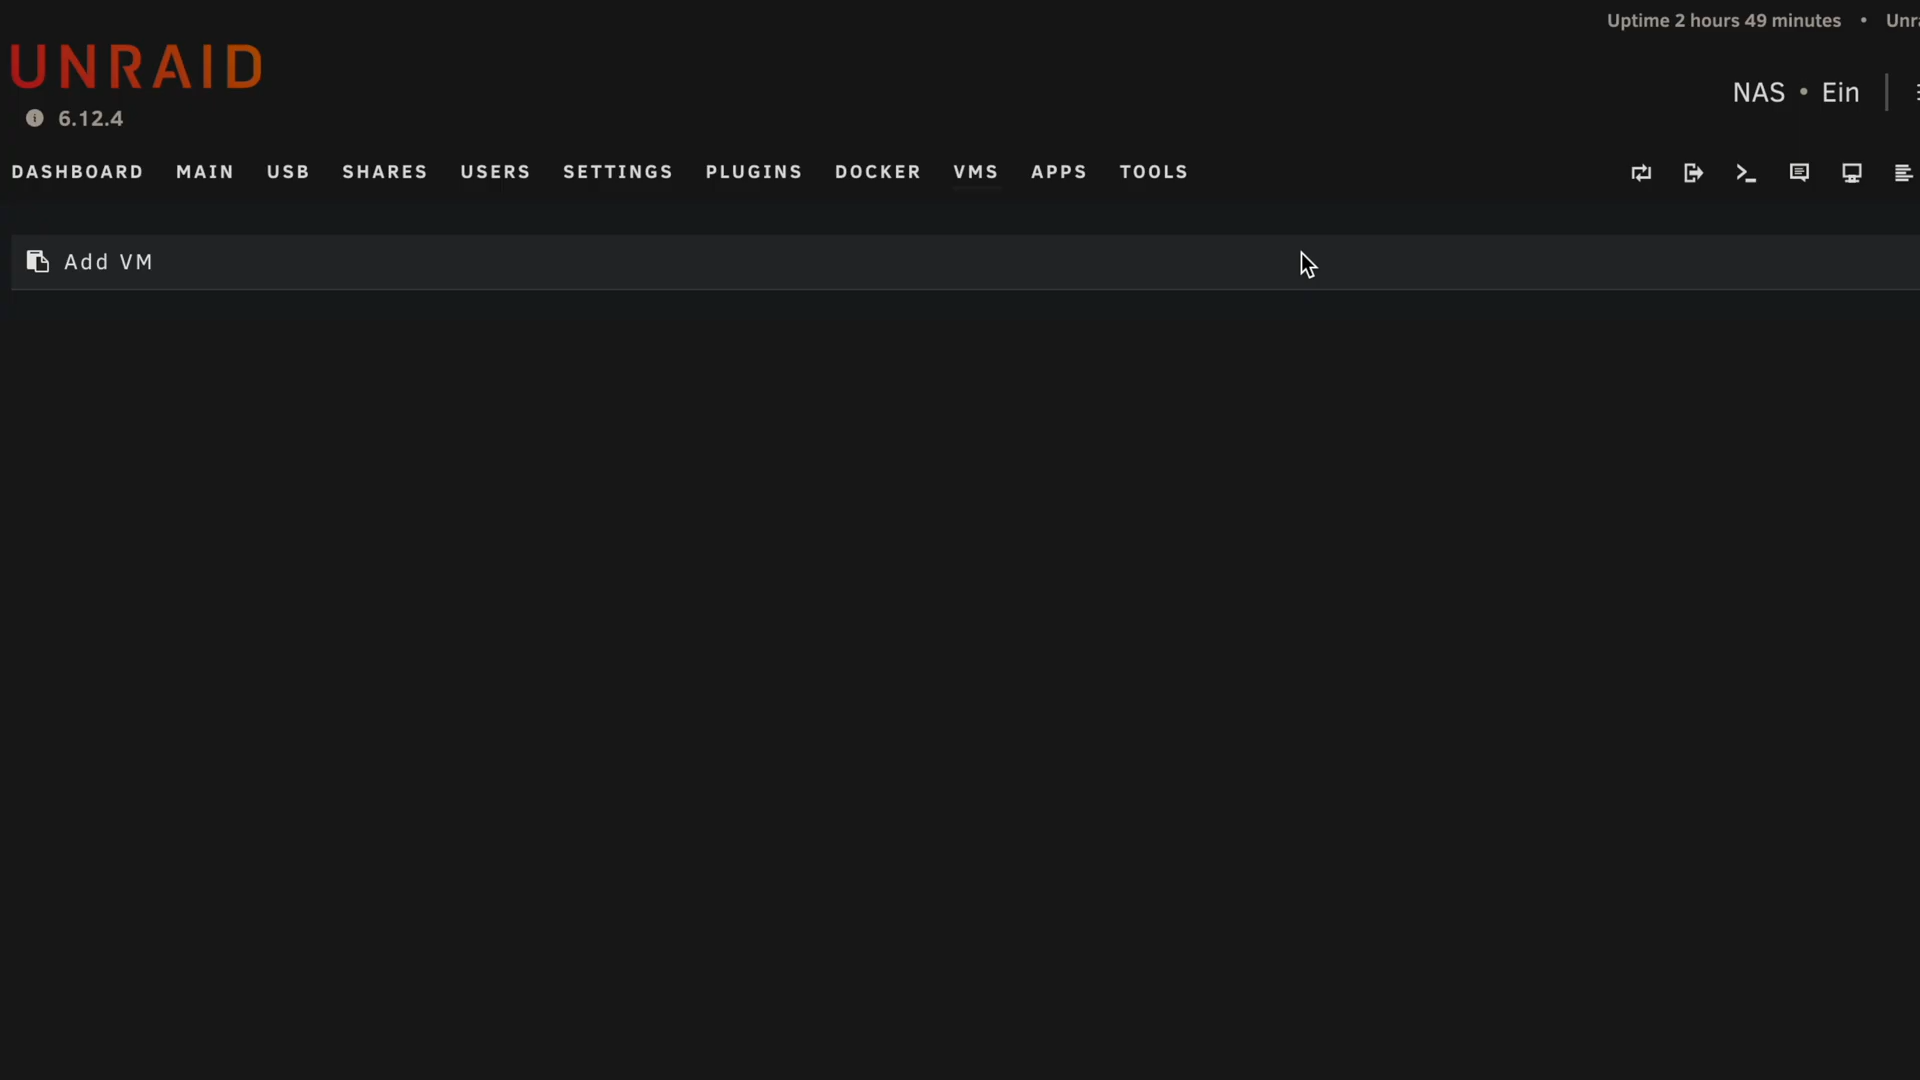 Uptime 2 hours 49 minutes •
UNRAID
NAS • Ein
6.12.4
DASHBOARD MAIN USB SHARES USERS SETTINGS PLUGINS DOCKER VMS APPS TOOLS
Add VM